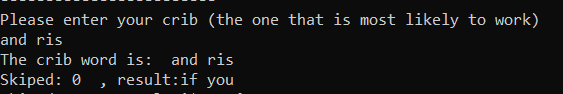 Please enter your crib (the one that is most likely to work)
and ris
The crib word is:  and ris
Skiped: 0  , result:if you